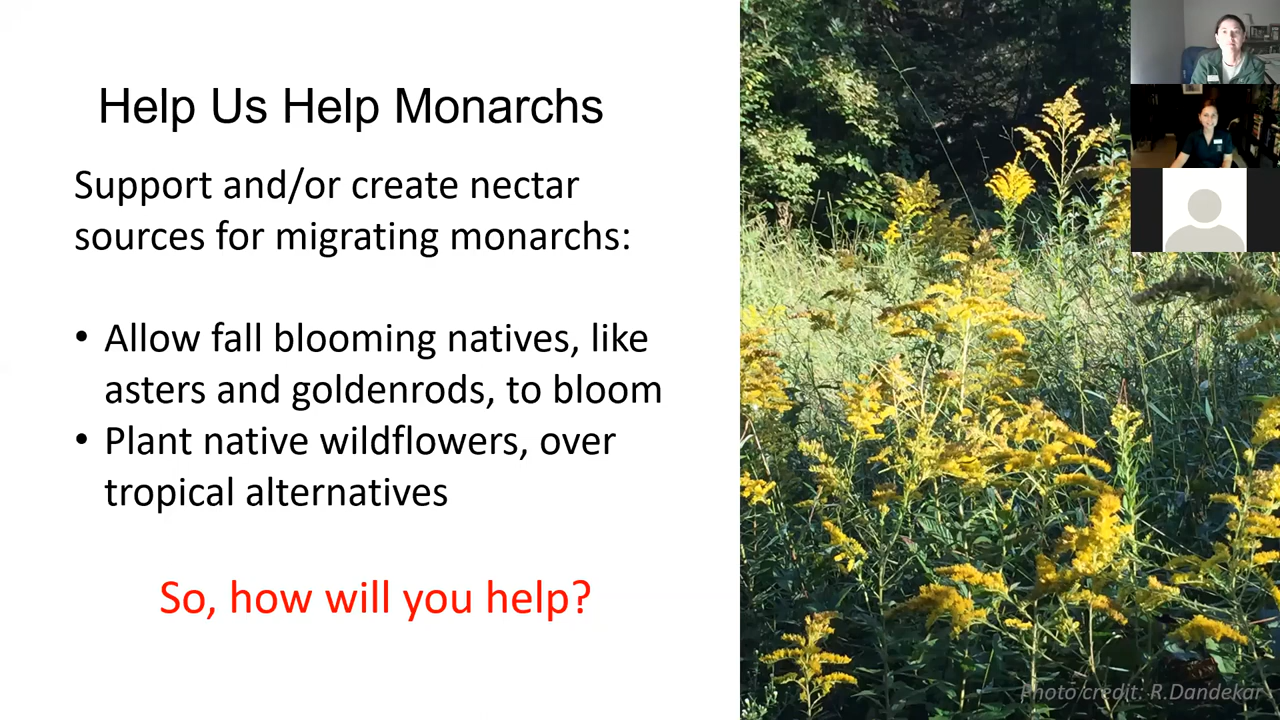 Help Us Help Monarchs
Support and/or create nectar
sources for migrating monarchs:
• Allow fall blooming natives, like
asters and goldenrods, to bloom
• Plant native wildflowers, over
tropical alternatives
So, how will you help?
Photo credit: R.Dandekar